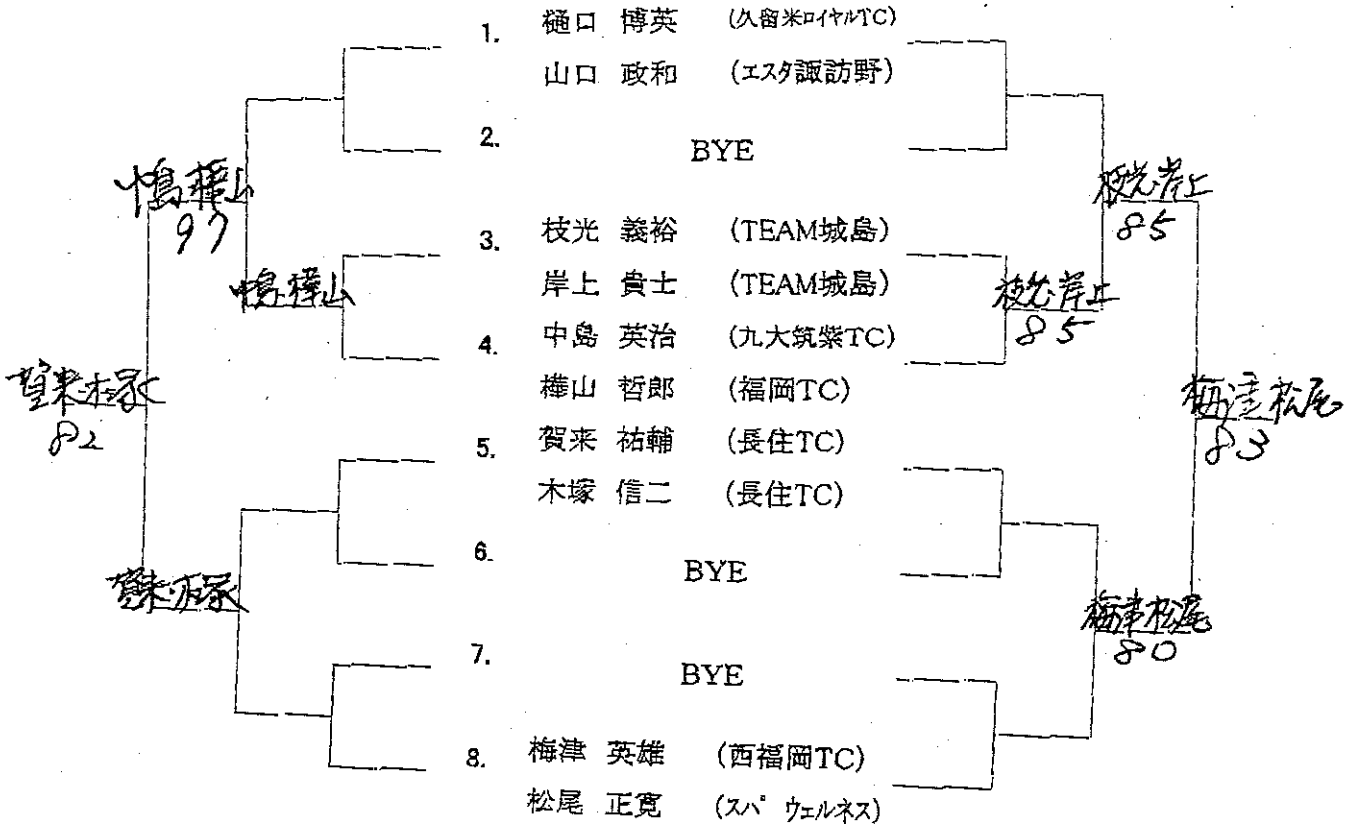 1. 樋口 博英 (久留米ロイヤルTC)
山口 政和 (エスタ諏訪野)
2. BYE
中島 樺山
97
枝光・岸上
85
3. 枝光 義裕 (TEAM城島)
岸上 貴士 (TEAM城島)
中島 樺山
枝光・岸上
85
4. 中島 英治 (九大筑紫TC)
樺山 哲郎 (福岡TC)
賀来・木塚
82
梅津 松尾
83
5. 賀来 祐輔 (長住TC)
木塚 信二 (長住TC)
6. BYE
賀来・木塚
梅津 松尾
80
7. BYE
8. 梅津 英雄 (西福岡TC)
松尾 正寛 (スパ ウェルネス)